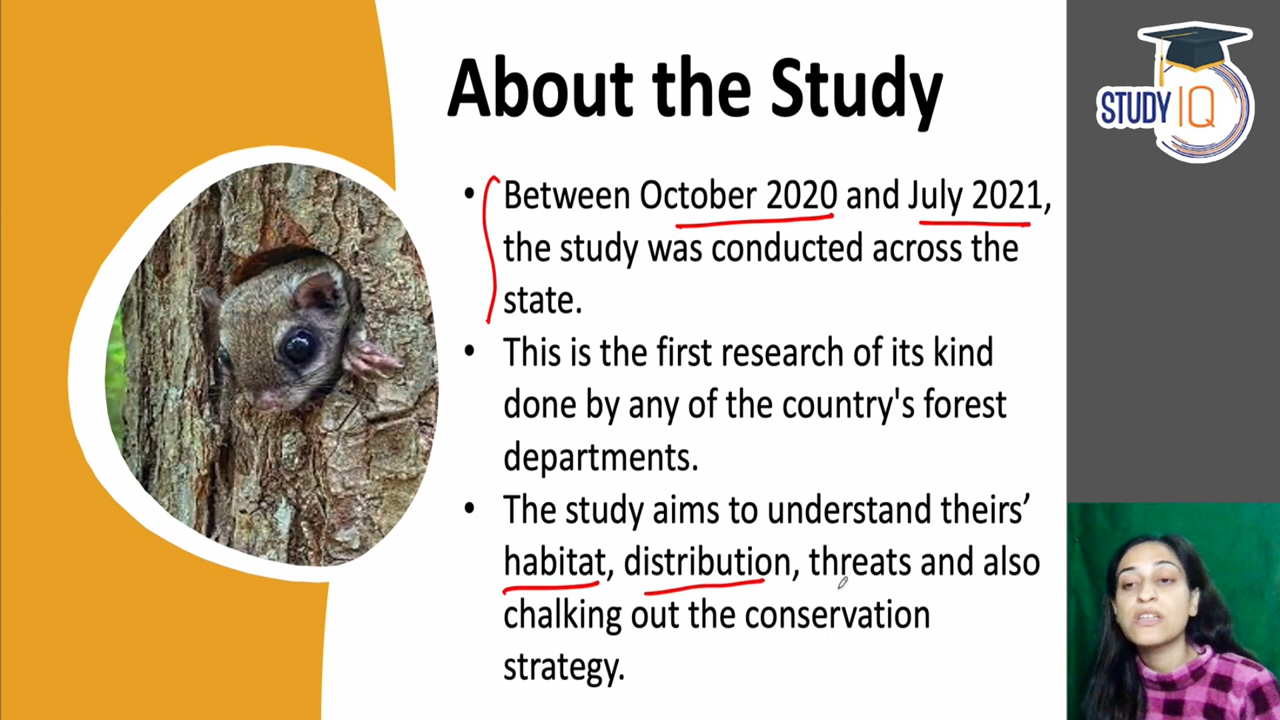 About the Study
STUDY IQ
• Between October 2020 and July 2021,
the study was conducted across the
state.
• This is the first research of its kind
done by any of the country's forest
departments.
• The study aims to understand theirs’
habitat, distribution, threats and also
chalking out the conservation
strategy.